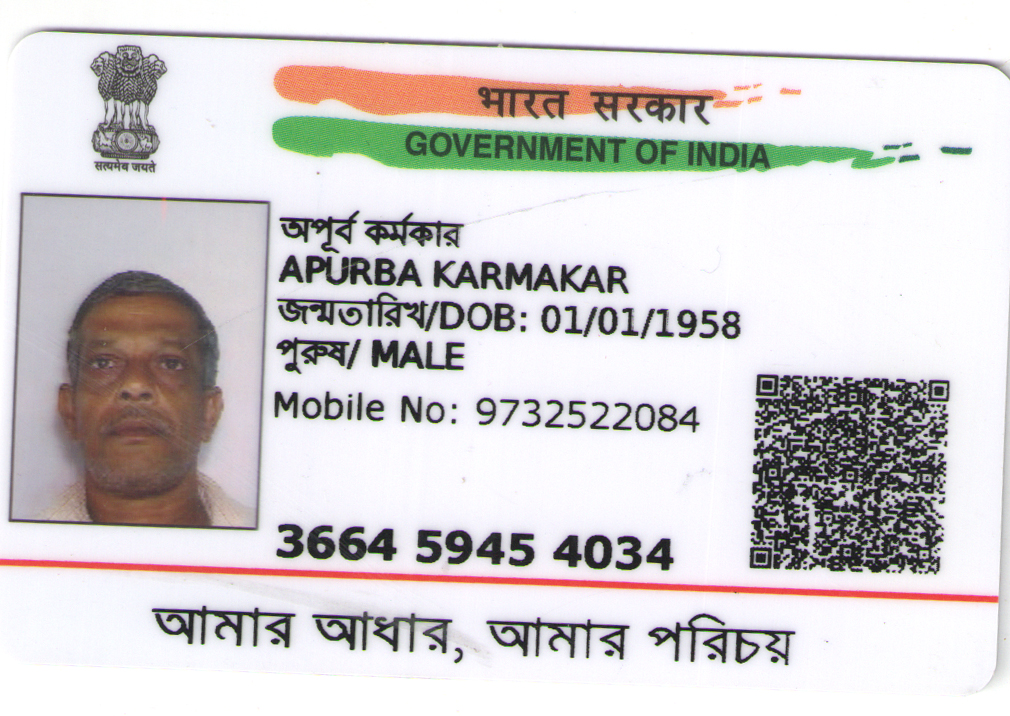 भारत सरकार
GOVERNMENT OF INDIA
सत्यमेव जयते
অপূর্ব কর্মকার
APURBA KARMAKAR
জন্মতারিখ/DOB: 01/01/1958
পুরুষ/ MALE
Mobile No: 9732522084
3664 5945 4034
আমার আধার, আমার পরিচয়